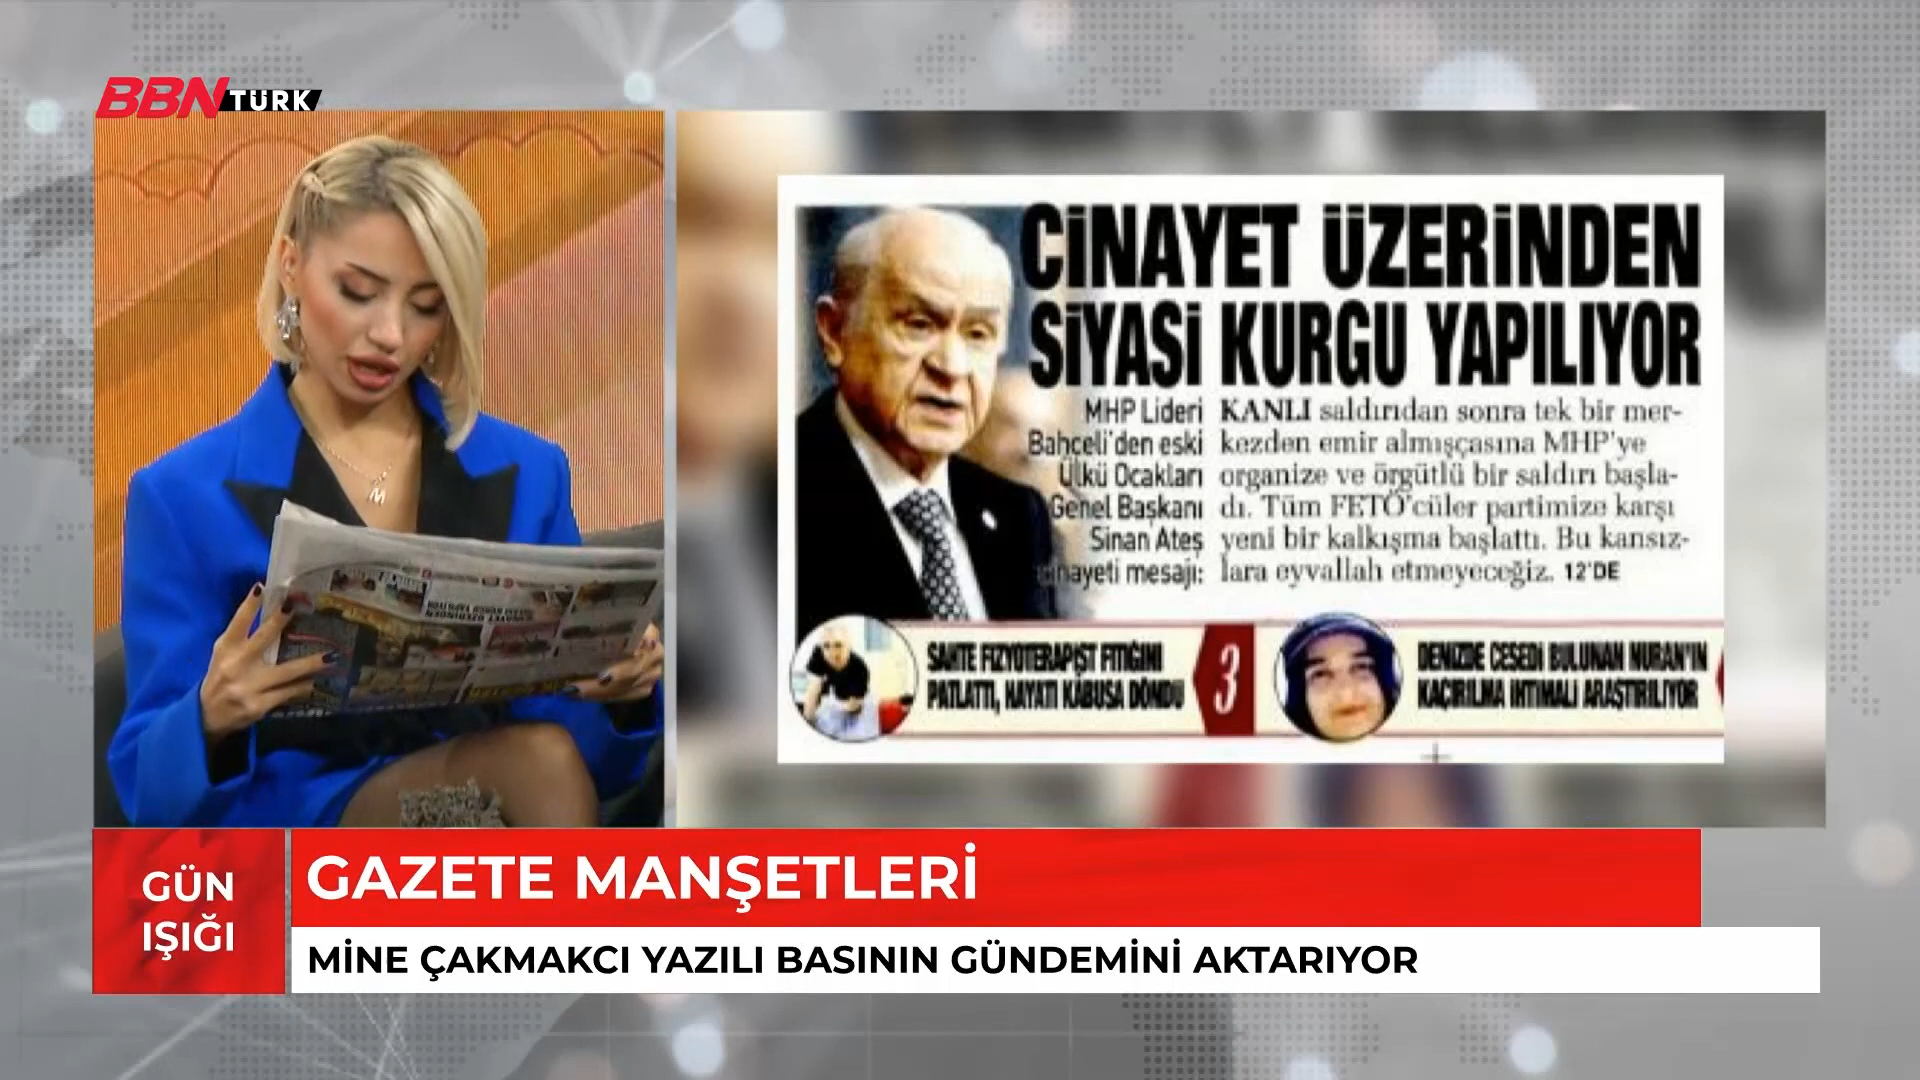 BBN TÜRK
CİNAYET ÜZERİNDEN
SİYASİ KURGU YAPILIYOR
MHP Lideri
Bahçeli'den eski
Ülkü Ocakları
Genel Başkanı
Sinan Ateş
cinayeti mesajı:
KANLI saldırıdan sonra tek bir mer-
kezden emir almışçasına MHP'ye
organize ve örgütlü bir saldırı başla-
dı. Tüm FETÖ'cüler partimize karşı
yeni bir kalkışma başlattı. Bu kansız-
lara eyvallah etmeyeceğiz. 12'DE
SAHTE FİZYOTERAPİST FITIĞINI
PATLATTI, HAYATI KABUSA DÖNDÜ
3
DENİZDE CESEDİ BULUNAN NURAN'IN
KAÇIRILMA İHTİMALİ ARAŞTIRILIYOR
M
GÜN
IŞIĞI
GAZETE MANŞETLERİ
MİNE ÇAKMAKCI YAZILI BASININ GÜNDEMİNİ AKTARIYOR